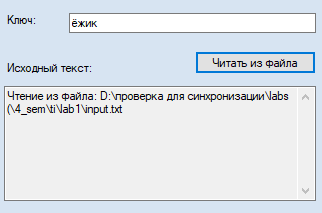 Ключ:
ёжик
Читать из файла
Исходный текст:
Чтение из файла: D:\проверка для синхронизации\labs
(\4_sem\ti\lab1\input.txt